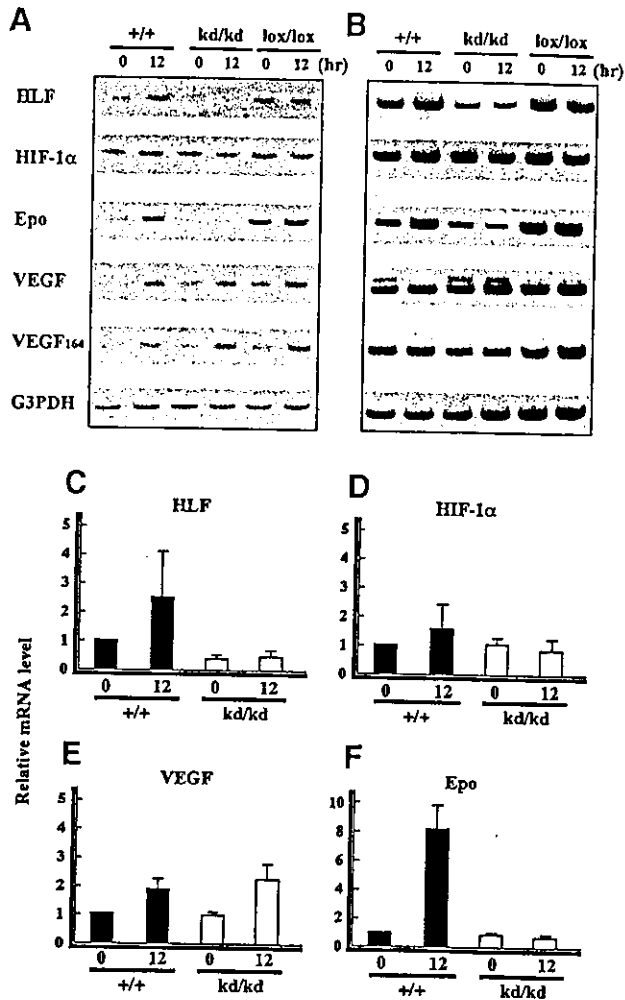 A
+/+ kd/kd lox/lox
0 12 0 12 0 12 (hr)
HLF
HIF-1α
Epo
VEGF
VEGF164
G3PDH
B
+/+ kd/kd lox/lox
0 12 0 12 0 12 (hr)
Relative mRNA level
C
HLF
5
4
3
2
1
0
0 12 0 12
+/+ kd/kd
D
HIF-1α
5
4
3
2
1
0
0 12 0 12
+/+ kd/kd
E
VEGF
5
4
3
2
1
0
0 12 0 12
+/+ kd/kd
F
Epo
10
8
6
4
2
0
0 12 0 12
+/+ kd/kd